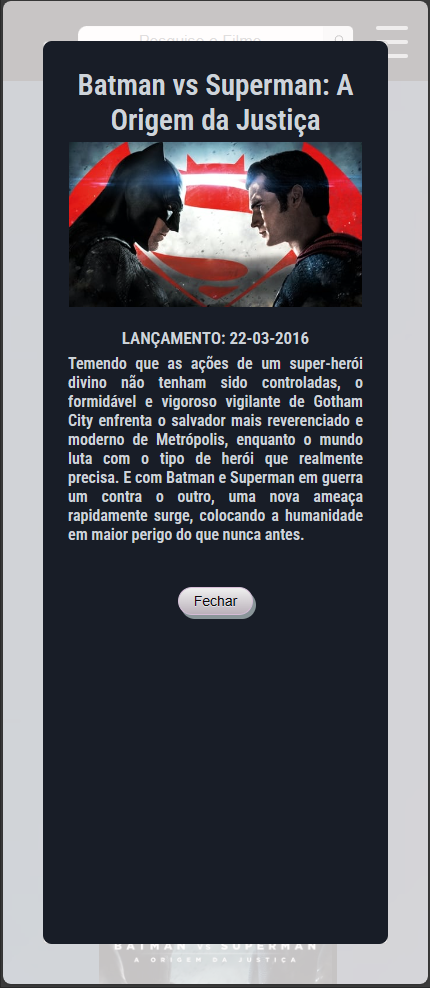 Pesquise o Filme
Batman vs Superman: A
Origem da Justiça
LANÇAMENTO: 22-03-2016
Temendo que as ações de um super-herói
divino não tenham sido controladas, o
formidável e vigoroso vigilante de Gotham
City enfrenta o salvador mais reverenciado e
moderno de Metrópolis, enquanto o mundo
luta com o tipo de herói que realmente
precisa. E com Batman e Superman em guerra
um contra o outro, uma nova ameaça
rapidamente surge, colocando a humanidade
em maior perigo do que nunca antes.
Fechar
BATMAN VS SUPERMAN
A ORIGEM DA JUSTIÇA